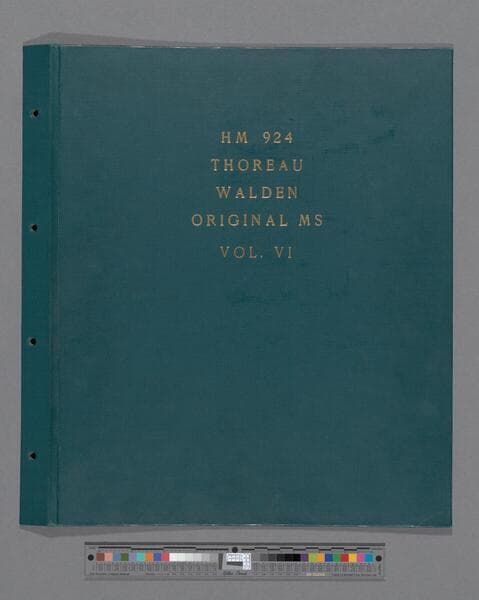 HM 924
THOREAU
WALDEN
ORIGINAL MS
VOL. VI